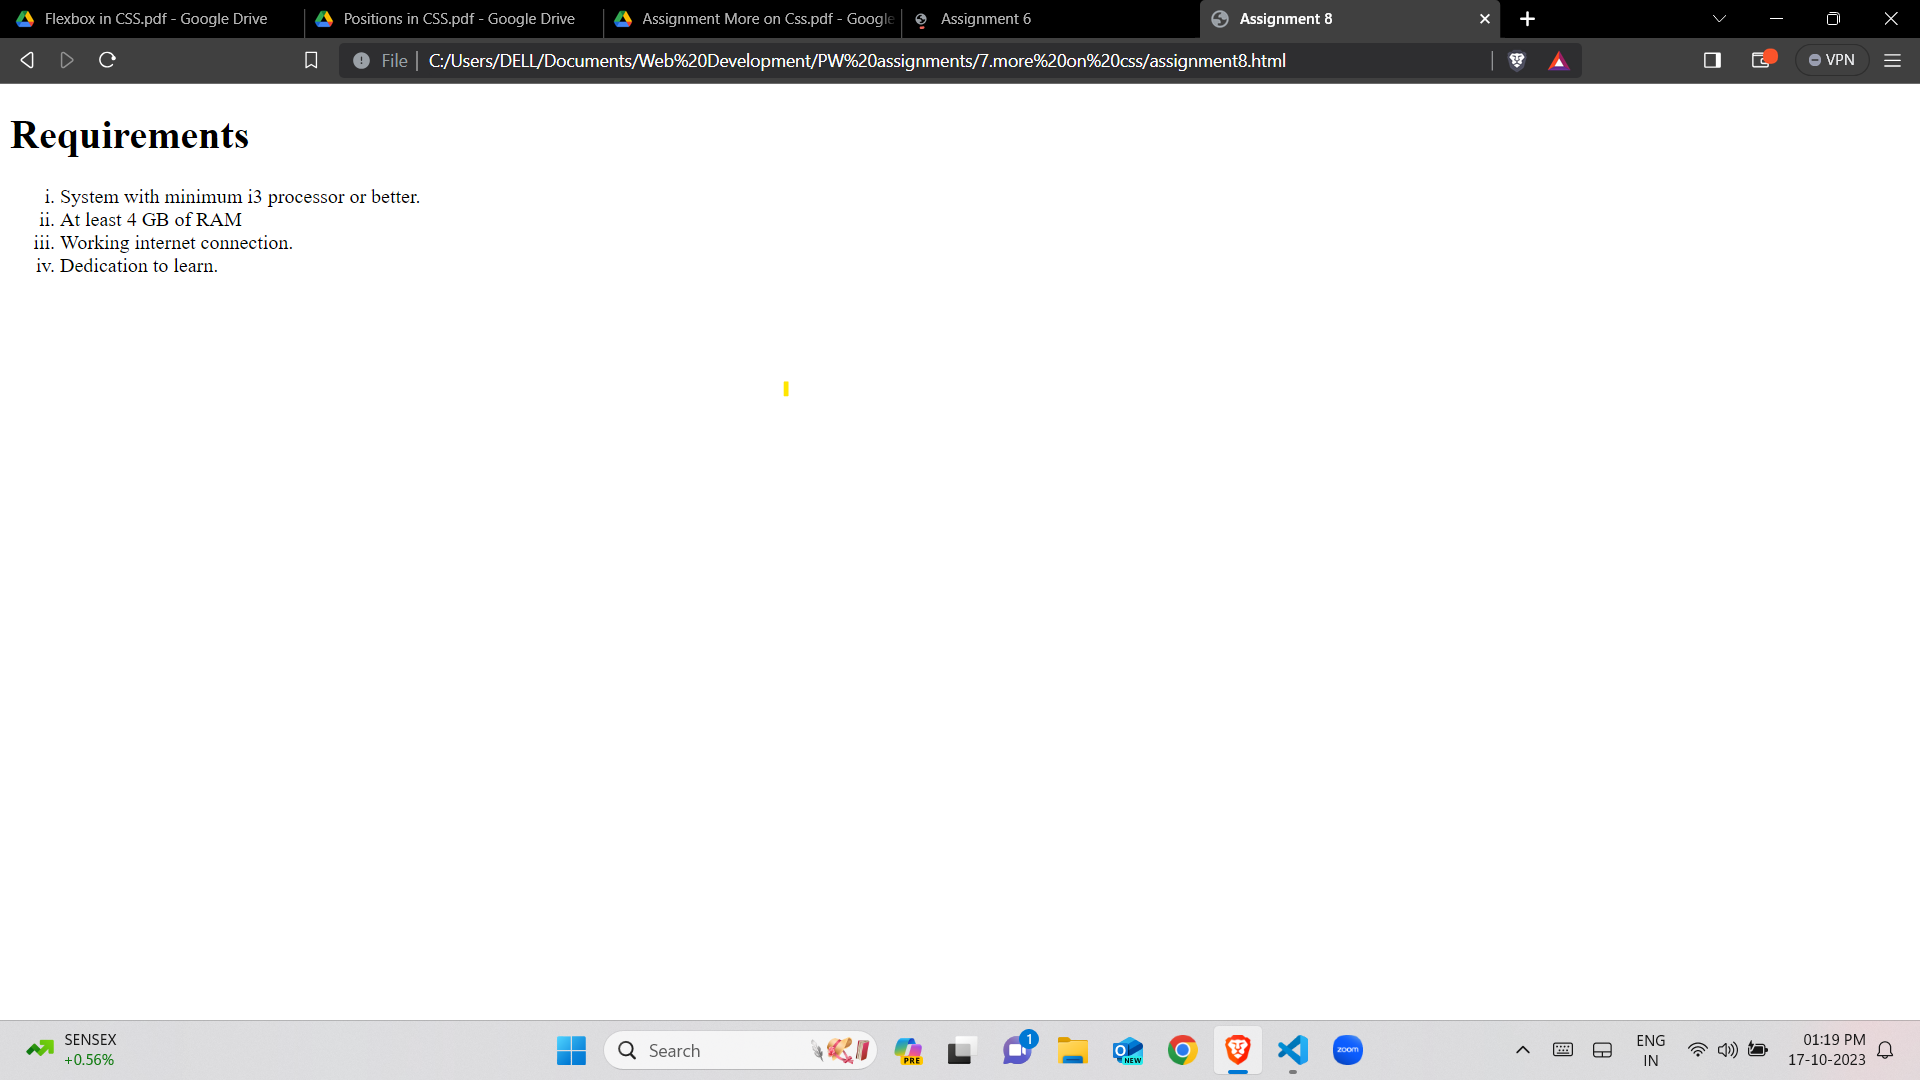 Flexbox in CSS.pdf - Google Drive
Positions in CSS.pdf - Google Drive
Assignment More on Css.pdf - Google
Assignment 6
Assignment 8
File
C:/Users/DELL/Documents/Web%20Development/PW%20assignments/7.more%20on%20css/assignment8.html
VPN
Requirements
i. System with minimum i3 processor or better.
ii. At least 4 GB of RAM
iii. Working internet connection.
iv. Dedication to learn.
SENSEX
+0.56%
Search
PRE
1
NEW
zoom
ENG
IN
01:19 PM
17-10-2023